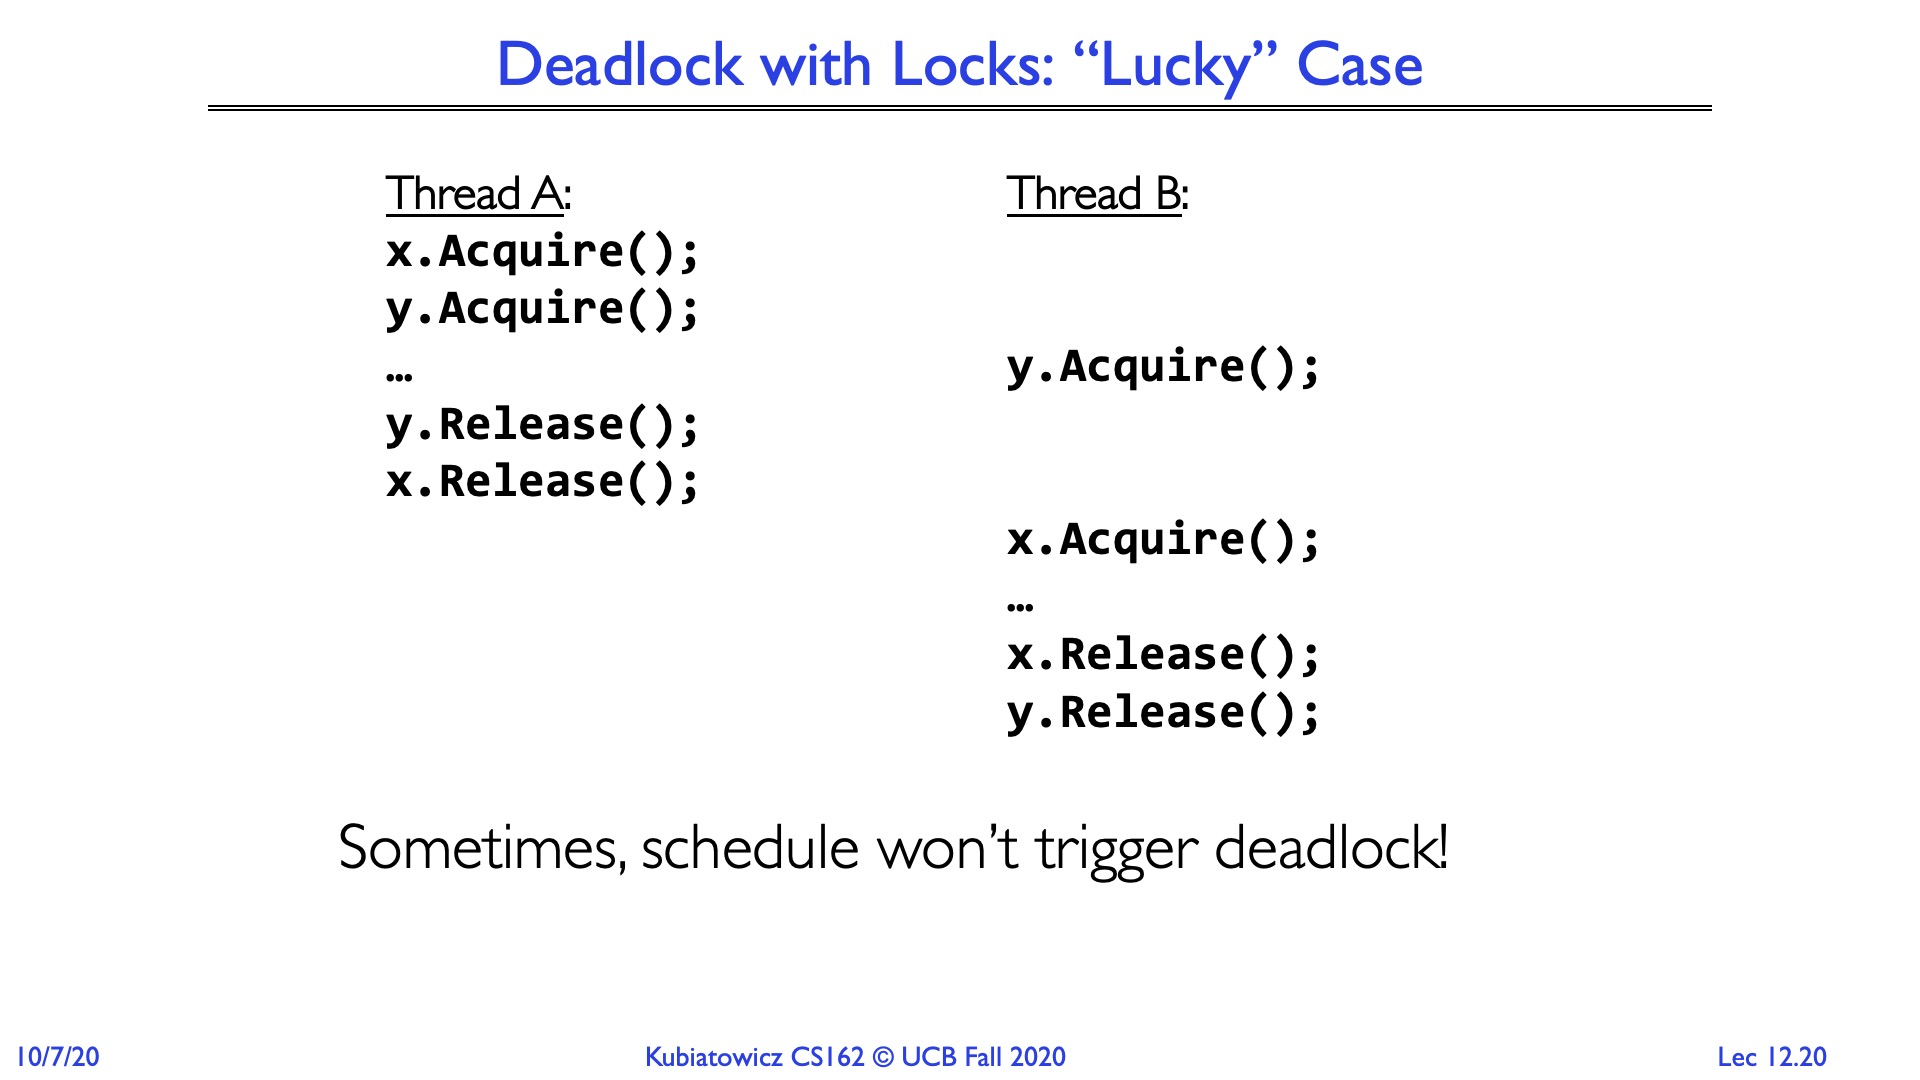 Deadlock with Locks: “Lucky” Case
Thread A:
x.Acquire();
y.Acquire();
…
y.Release();
x.Release();
Thread B:
y.Acquire();
x.Acquire();
…
x.Release();
y.Release();
Sometimes, schedule won’t trigger deadlock!
10/7/20
Kubiatowicz CS162 © UCB Fall 2020
Lec 12.20